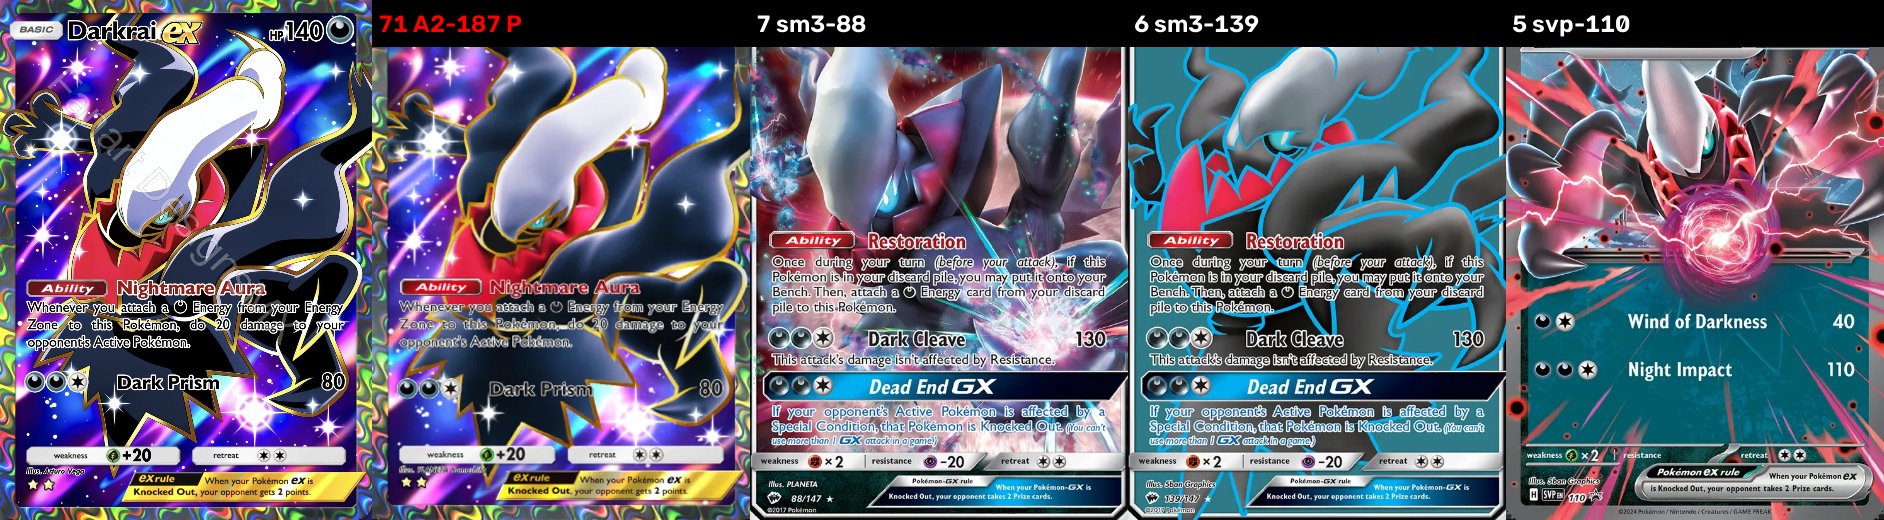 BASIC Darkrai ex HP 140
Ability Nightmare Aura
Whenever you attach a Energy from your Energy
Zone to this Pokémon, do 20 damage to your
opponent's Active Pokémon.
Dark Prism 80
weakness +20 retreat
Illus. Arturo Vega
ex rule When your Pokémon ex is
Knocked Out, your opponent gets 2 points.
71 A2-187 P
Ability Nightmare Aura
Whenever you attach a Energy from your Energy
Zone to this Pokémon, do 20 damage to your
opponent's Active Pokémon.
Dark Prism 80
weakness +20 retreat
ex rule When your Pokémon ex is
Knocked Out, your opponent gets 2 points.
7 sm3-88
Ability Restoration
Once during your turn (before your attack), if this
Pokémon is in your discard pile, you may put it onto your
Bench. Then, attach a Energy card from your discard
pile to this Pokémon.
Dark Cleave 130
This attack's damage isn't affected by Resistance.
Dead End GX
If your opponent's Active Pokémon is affected by a
Special Condition, that Pokémon is Knocked Out. (You can't
use more than 1 GX attack in a game.)
weakness ×2 resistance -20 retreat
Illus. PLANETA
88/147 ★
©2017 Pokémon
Pokémon-GX rule When your Pokémon-GX is
Knocked Out, your opponent takes 2 Prize cards.
6 sm3-139
Ability Restoration
Once during your turn (before your attack), if this
Pokémon is in your discard pile, you may put it onto your
Bench. Then, attach a Energy card from your discard
pile to this Pokémon.
Dark Cleave 130
This attack's damage isn't affected by Resistance.
Dead End GX
If your opponent's Active Pokémon is affected by a
Special Condition, that Pokémon is Knocked Out. (You can't
use more than 1 GX attack in a game.)
weakness ×2 resistance -20 retreat
Illus. 5ban Graphics
139/147 ★
©2017 Pokémon
Pokémon-GX rule When your Pokémon-GX is
Knocked Out, your opponent takes 2 Prize cards.
5 svp-110
Wind of Darkness 40
Night Impact 110
weakness ×2 resistance retreat
Illus. 5ban Graphics
H SVP EN 110
Pokémon ex rule When your Pokémon ex
is Knocked Out, your opponent takes 2 Prize cards.
©2024 Pokémon / Nintendo / Creatures / GAME FREAK